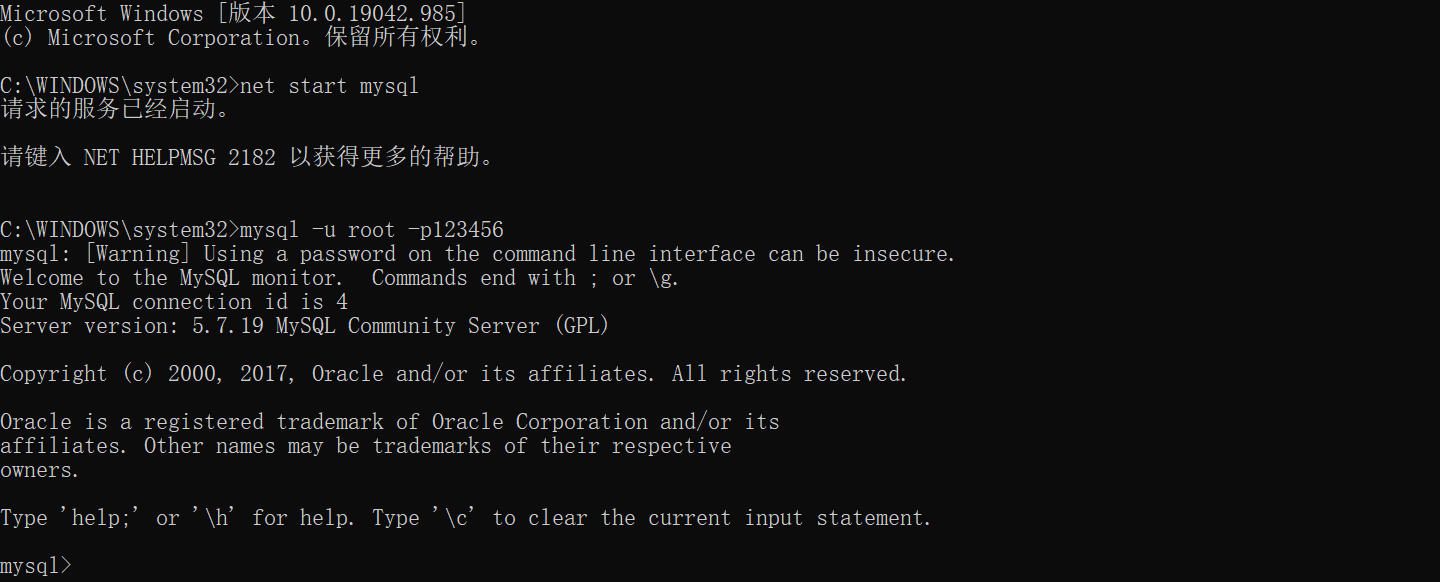 Microsoft Windows [版本 10.0.19042.985]
(c) Microsoft Corporation。保留所有权利。
C:\WINDOWS\system32>net start mysql
请求的服务已经启动。
请键入 NET HELPMSG 2182 以获得更多的帮助。
C:\WINDOWS\system32>mysql -u root -p123456
mysql: [Warning] Using a password on the command line interface can be insecure.
Welcome to the MySQL monitor.  Commands end with ; or \g.
Your MySQL connection id is 4
Server version: 5.7.19 MySQL Community Server (GPL)
Copyright (c) 2000, 2017, Oracle and/or its affiliates. All rights reserved.
Oracle is a registered trademark of Oracle Corporation and/or its
affiliates. Other names may be trademarks of their respective
owners.
Type 'help;' or '\h' for help. Type '\c' to clear the current input statement.
mysql>